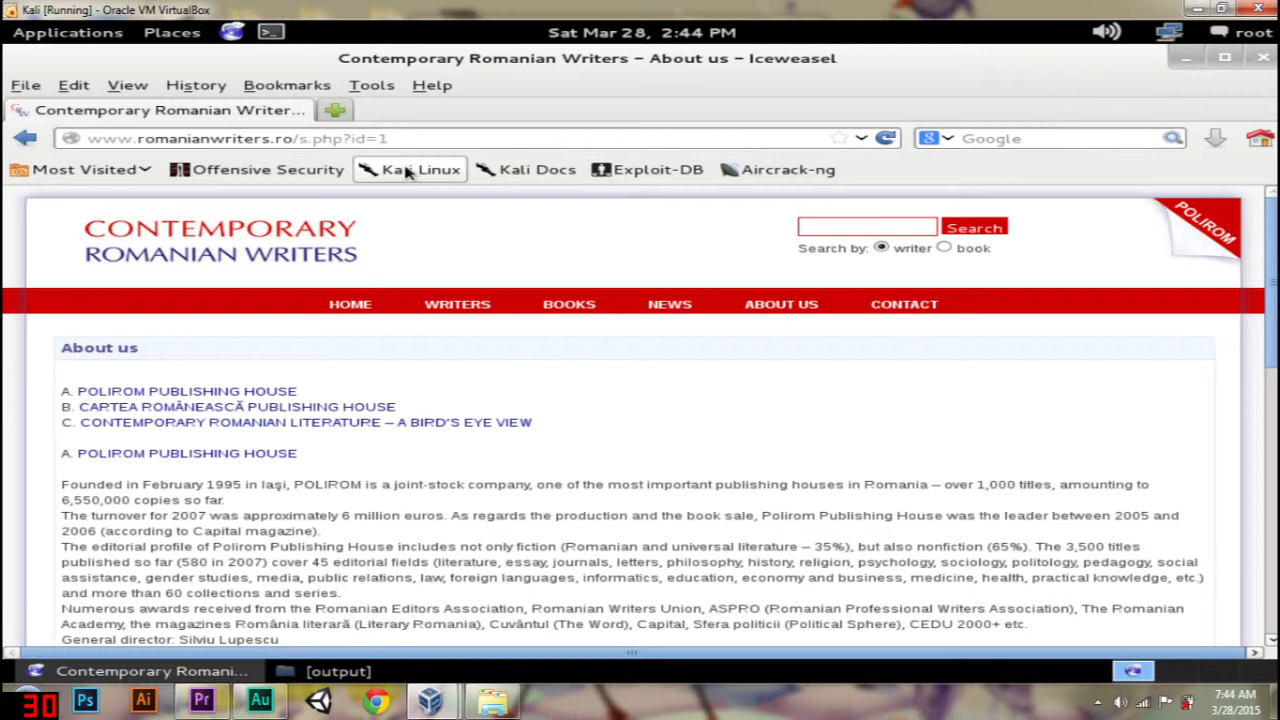 Kali [Running] - Oracle VM VirtualBox
Applications Places Sat Mar 28, 2:44 PM root
Contemporary Romanian Writers – About us – Iceweasel
File Edit View History Bookmarks Tools Help
Contemporary Romanian Writer...
www.romanianwriters.ro/s.php?id=1 Google
Most Visited Offensive Security Kali Linux Kali Docs Exploit-DB Aircrack-ng
CONTEMPORARY
ROMANIAN WRITERS
Search
Search by: writer book
POLIROM
HOME WRITERS BOOKS NEWS ABOUT US CONTACT
About us
A. POLIROM PUBLISHING HOUSE
B. CARTEA ROMÂNEASCĂ PUBLISHING HOUSE
C. CONTEMPORARY ROMANIAN LITERATURE – A BIRD'S EYE VIEW
A. POLIROM PUBLISHING HOUSE
Founded in February 1995 in Iaşi, POLIROM is a joint-stock company, one of the most important publishing houses in Romania – over 1,000 titles, amounting to
6,550,000 copies so far.
The turnover for 2007 was approximately 6 million euros. As regards the production and the book sale, Polirom Publishing House was the leader between 2005 and
2006 (according to Capital magazine).
The editorial profile of Polirom Publishing House includes not only fiction (Romanian and universal literature – 35%), but also nonfiction (65%). The 3,500 titles
published so far (580 in 2007) cover 45 editorial fields (literature, essay, journals, letters, philosophy, history, religion, psychology, sociology, politology, pedagogy, social
assistance, gender studies, media, public relations, law, foreign languages, informatics, education, economy and business, medicine, health, practical knowledge, etc.)
and more than 60 collections and series.
Numerous awards received from the Romanian Editors Association, Romanian Writers Union, ASPRO (Romanian Professional Writers Association), The Romanian
Academy, the magazines România literară (Literary Romania), Cuvântul (The Word), Capital, Sfera politicii (Political Sphere), CEDU 2000+ etc.
General director: Silviu Lupescu
Contemporary Romani... [output]
30 Ps Ai Pr Au 7:44 AM
3/28/2015